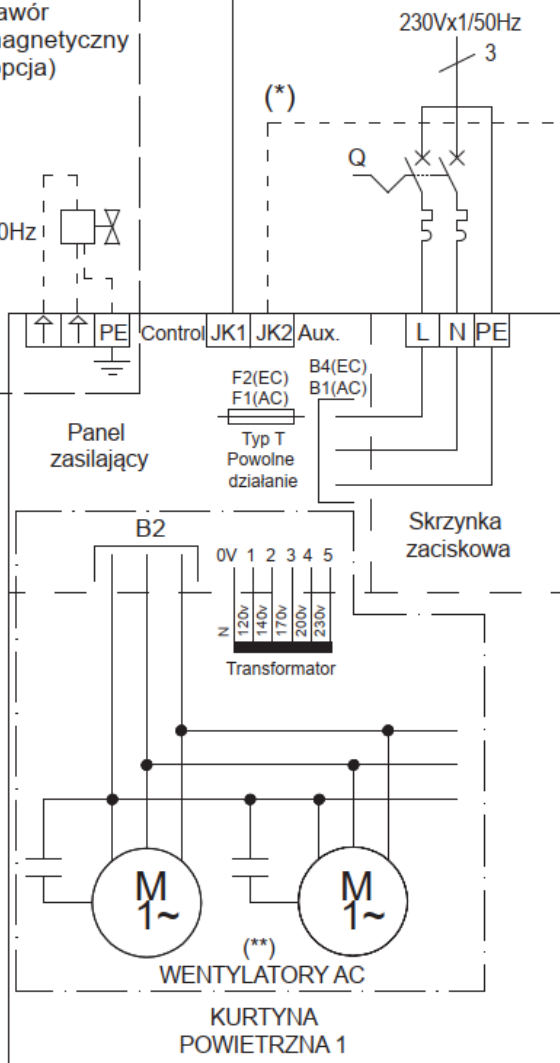 awór
nagnetyczny
pcja)
230Vx1/50Hz
3
(*)
Q
0Hz
PE
Control
JK1
JK2
Aux.
L
N
PE
F2(EC)
F1(AC)
Typ T
Powolne
działanie
B4(EC)
B1(AC)
Panel
zasilający
Skrzynka
zaciskowa
B2
0V 1 2 3 4 5
N 120v 140v 170v 200v 230v
Transformator
M
1~
M
1~
(**)
WENTYLATORY AC
KURTYNA
POWIETRZNA 1